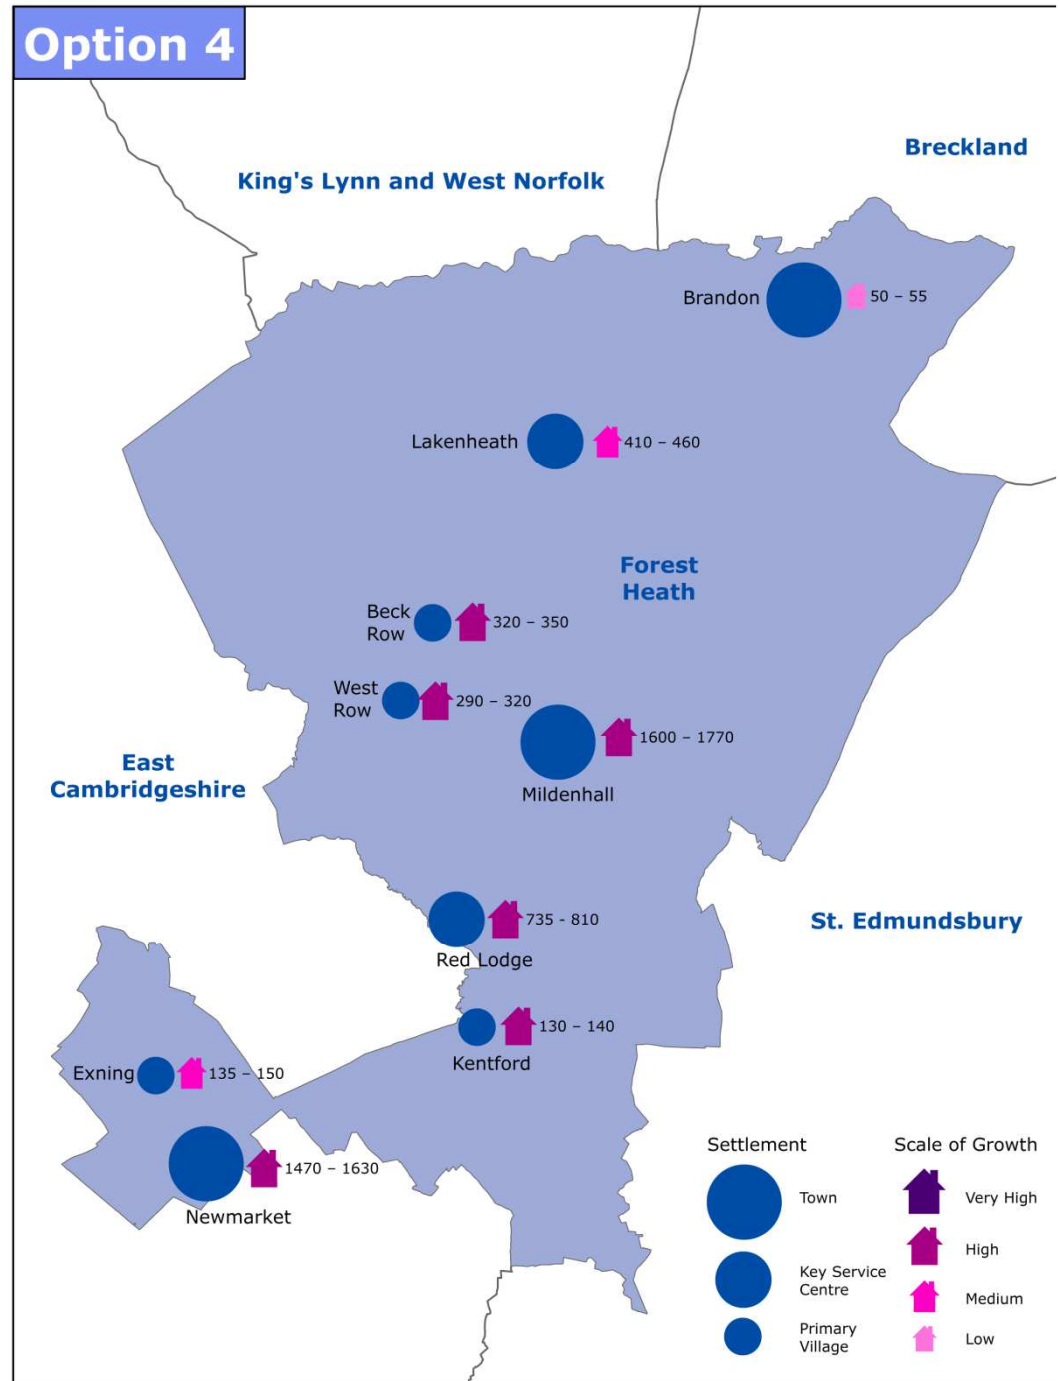 Option 4
Breckland
King's Lynn and West Norfolk
Brandon
50 – 55
Lakenheath
410 – 460
Forest
Heath
Beck
Row
320 – 350
West
Row
290 – 320
1600 – 1770
Mildenhall
East
Cambridgeshire
735 - 810
Red Lodge
St. Edmundsbury
130 – 140
Kentford
Exning
135 – 150
1470 – 1630
Newmarket
Settlement
Town
Key Service
Centre
Primary
Village
Scale of Growth
Very High
High
Medium
Low